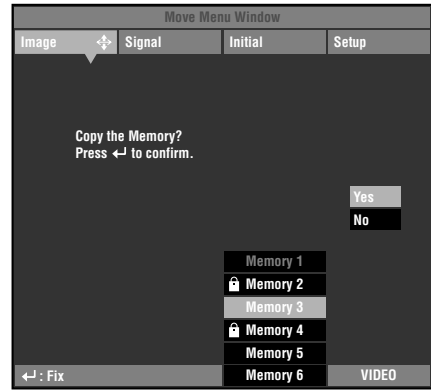 Move Menu Window
Image Signal Initial Setup
Copy the Memory?
Press ↵ to confirm.
Yes
No
Memory 1
Memory 2
Memory 3
Memory 4
Memory 5
↵ : Fix Memory 6 VIDEO